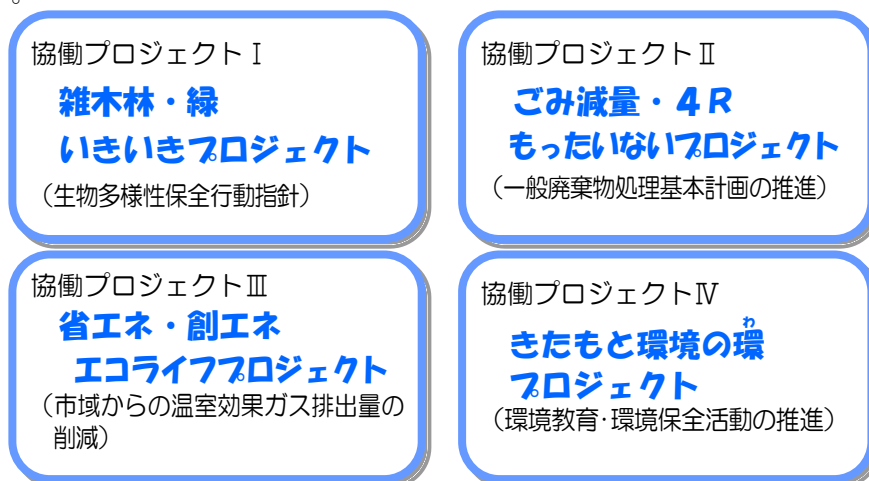 。
協働プロジェクトⅠ
雑木林・緑
いきいきプロジェクト
（生物多様性保全行動指針）
協働プロジェクトⅡ
ごみ減量・４Ｒ
もったいないプロジェクト
（一般廃棄物処理基本計画の推進）
協働プロジェクトⅢ
省エネ・創エネ
エコライフプロジェクト
（市域からの温室効果ガス排出量の
削減）
協働プロジェクトⅣ
わ
きたもと環境の環
プロジェクト
（環境教育･環境保全活動の推進）